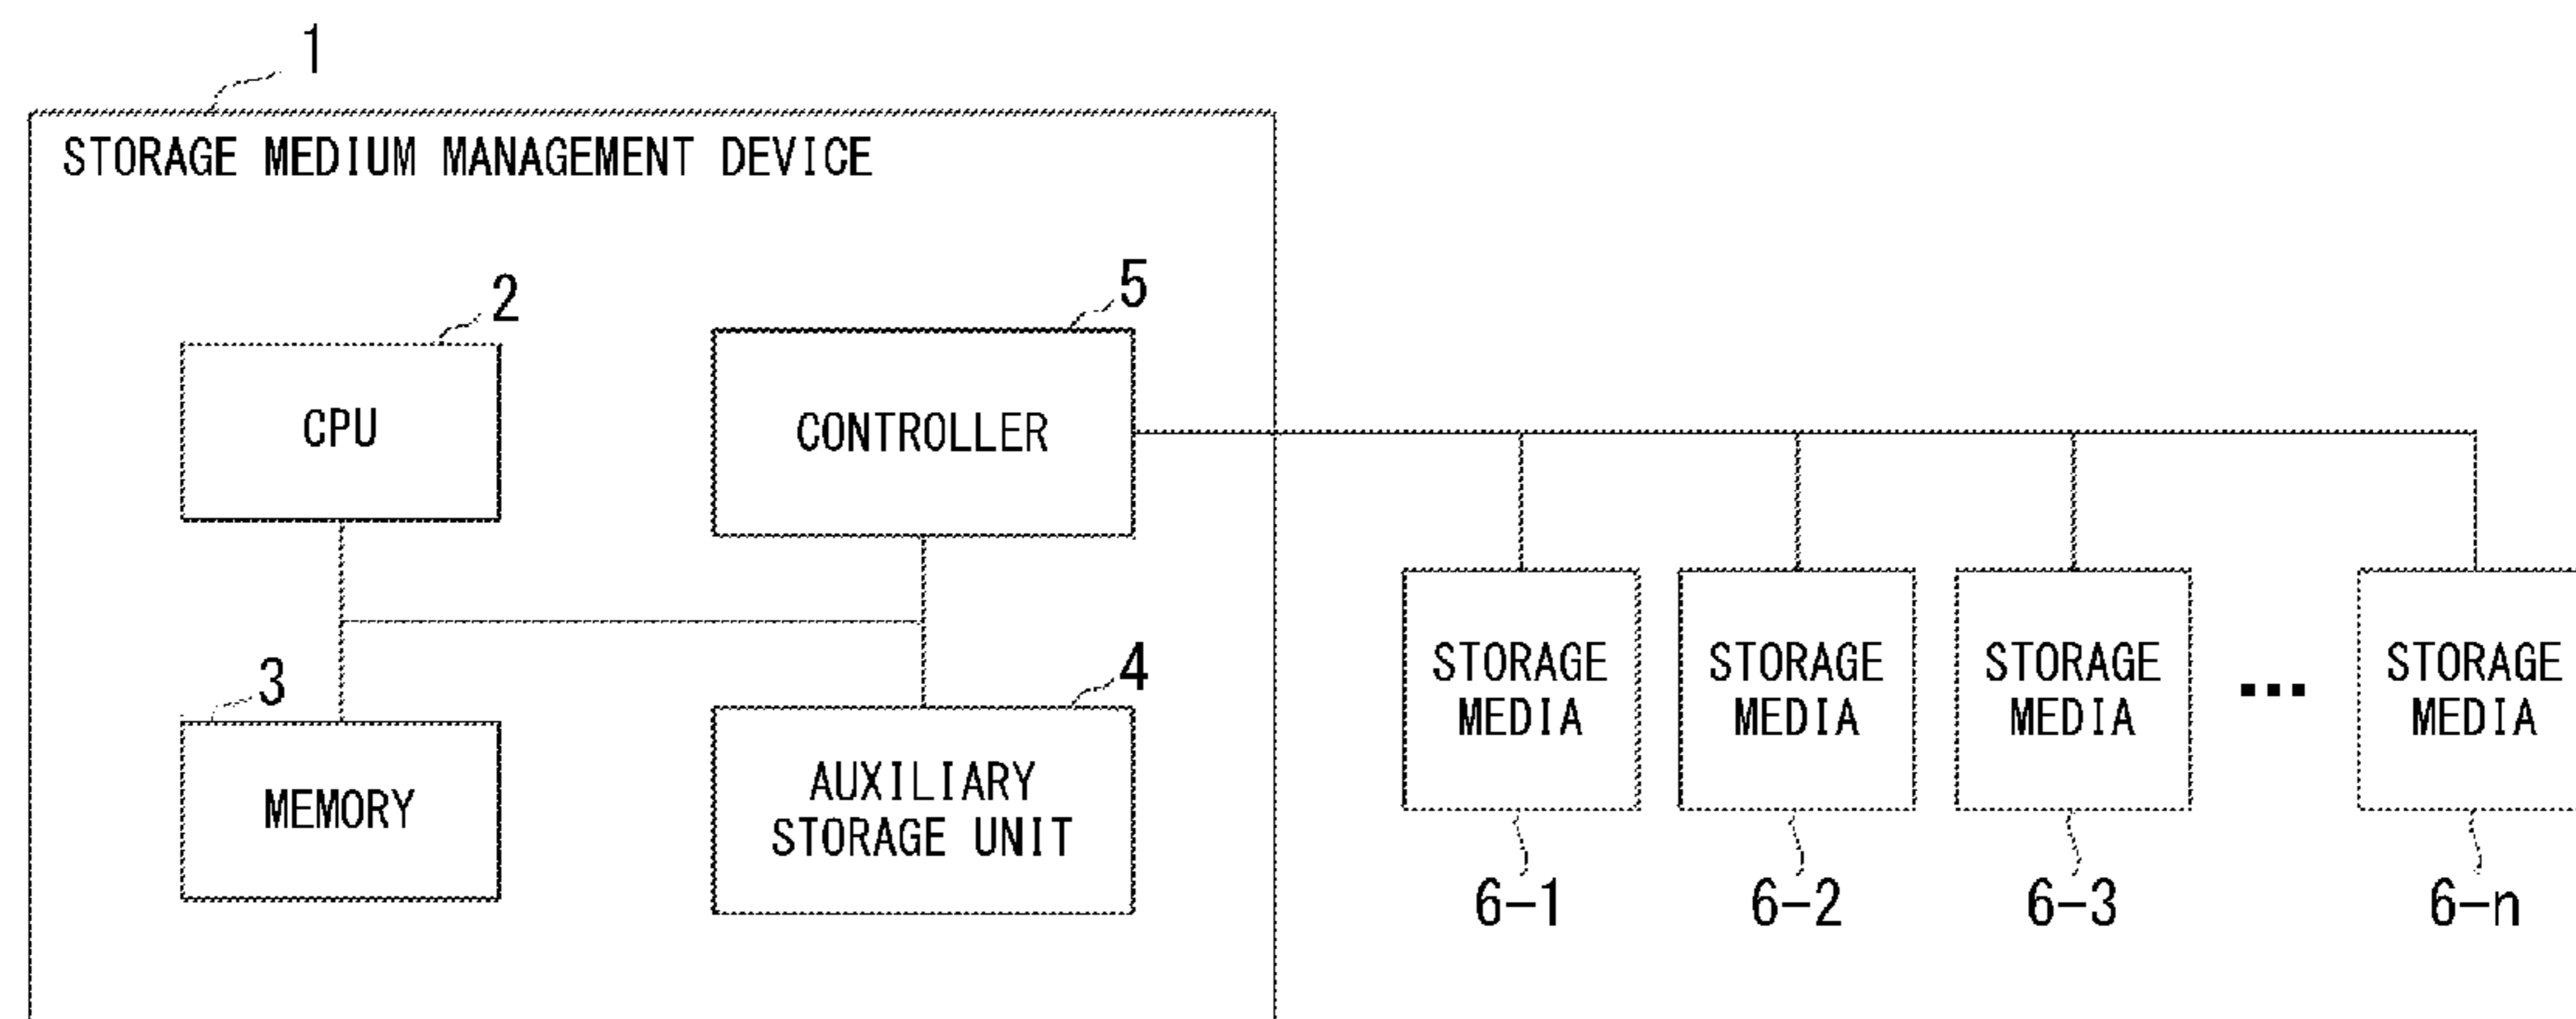 1
STORAGE MEDIUM MANAGEMENT DEVICE
2
5
CPU
CONTROLLER
3
4
MEMORY
AUXILIARY
STORAGE UNIT
STORAGE
MEDIA
STORAGE
MEDIA
STORAGE
MEDIA
...
STORAGE
MEDIA
6-1
6-2
6-3
6-n